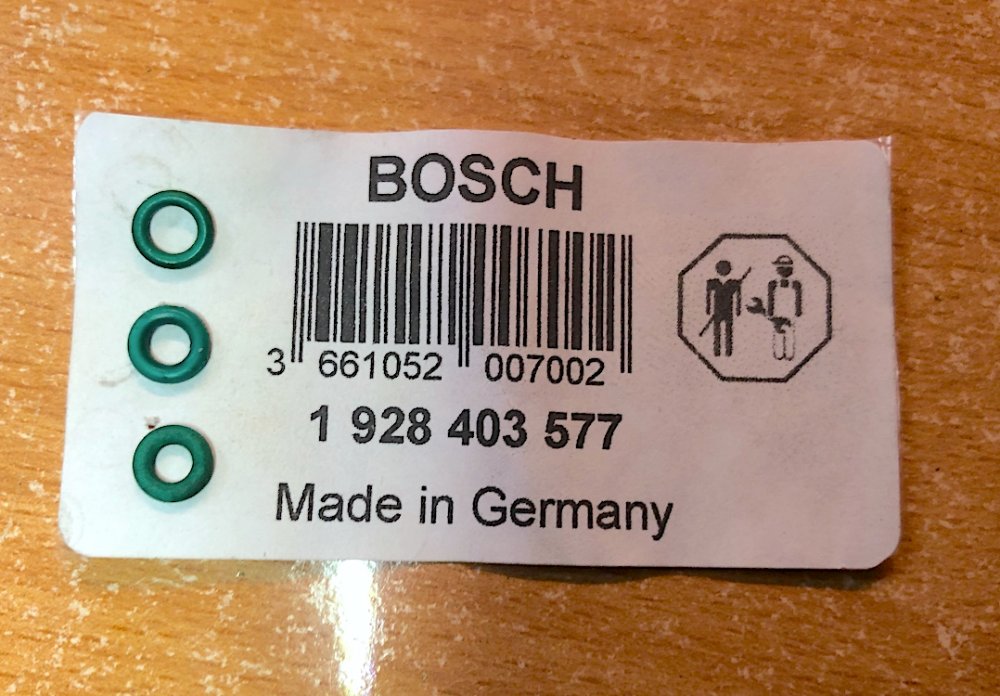 BOSCH
3 661052 007002
1 928 403 577
Made in Germany